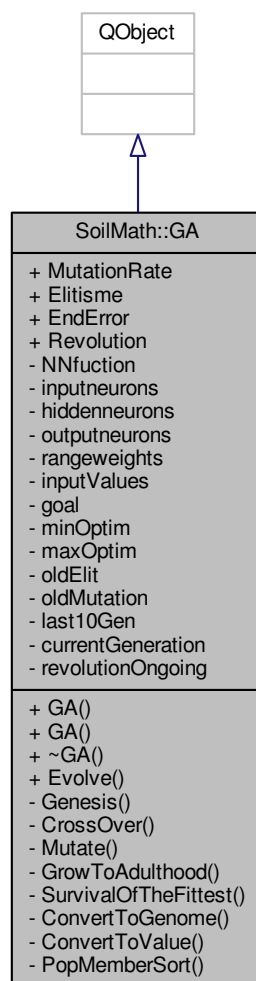 QObject
SoilMath::GA
+ MutationRate
+ Elitisme
+ EndError
+ Revolution
- NNfuction
- inputneurons
- hiddenneurons
- outputneurons
- rangeweights
- inputValues
- goal
- minOptim
- maxOptim
- oldElit
- oldMutation
- last10Gen
- currentGeneration
- revolutionOngoing
+ GA()
+ GA()
+ ~GA()
+ Evolve()
- Genesis()
- CrossOver()
- Mutate()
- GrowToAdulthood()
- SurvivalOfTheFittest()
- ConvertToGenome()
- ConvertToValue()
- PopMemberSort()